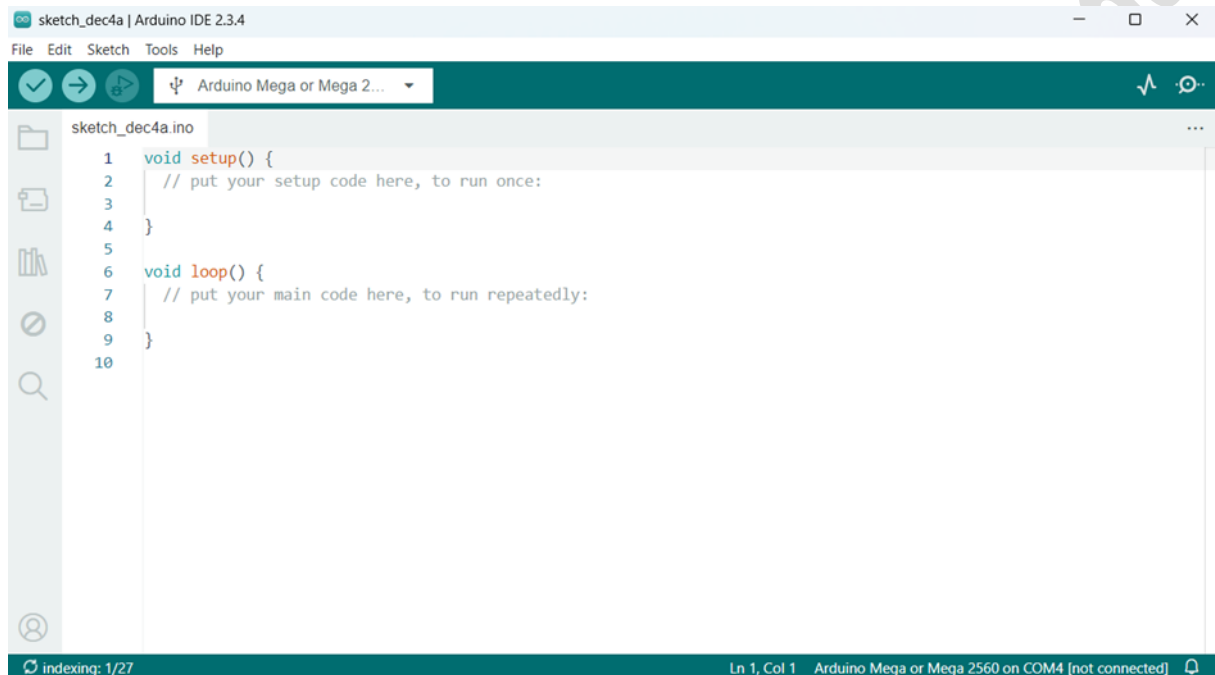 sketch_dec4a | Arduino IDE 2.3.4
File Edit Sketch Tools Help
Arduino Mega or Mega 2...
sketch_dec4a.ino
...
1 void setup() {
2 // put your setup code here, to run once:
3
4 }
5
6 void loop() {
7 // put your main code here, to run repeatedly:
8
9 }
10
indexing: 1/27 Ln 1, Col 1 Arduino Mega or Mega 2560 on COM4 [not connected]